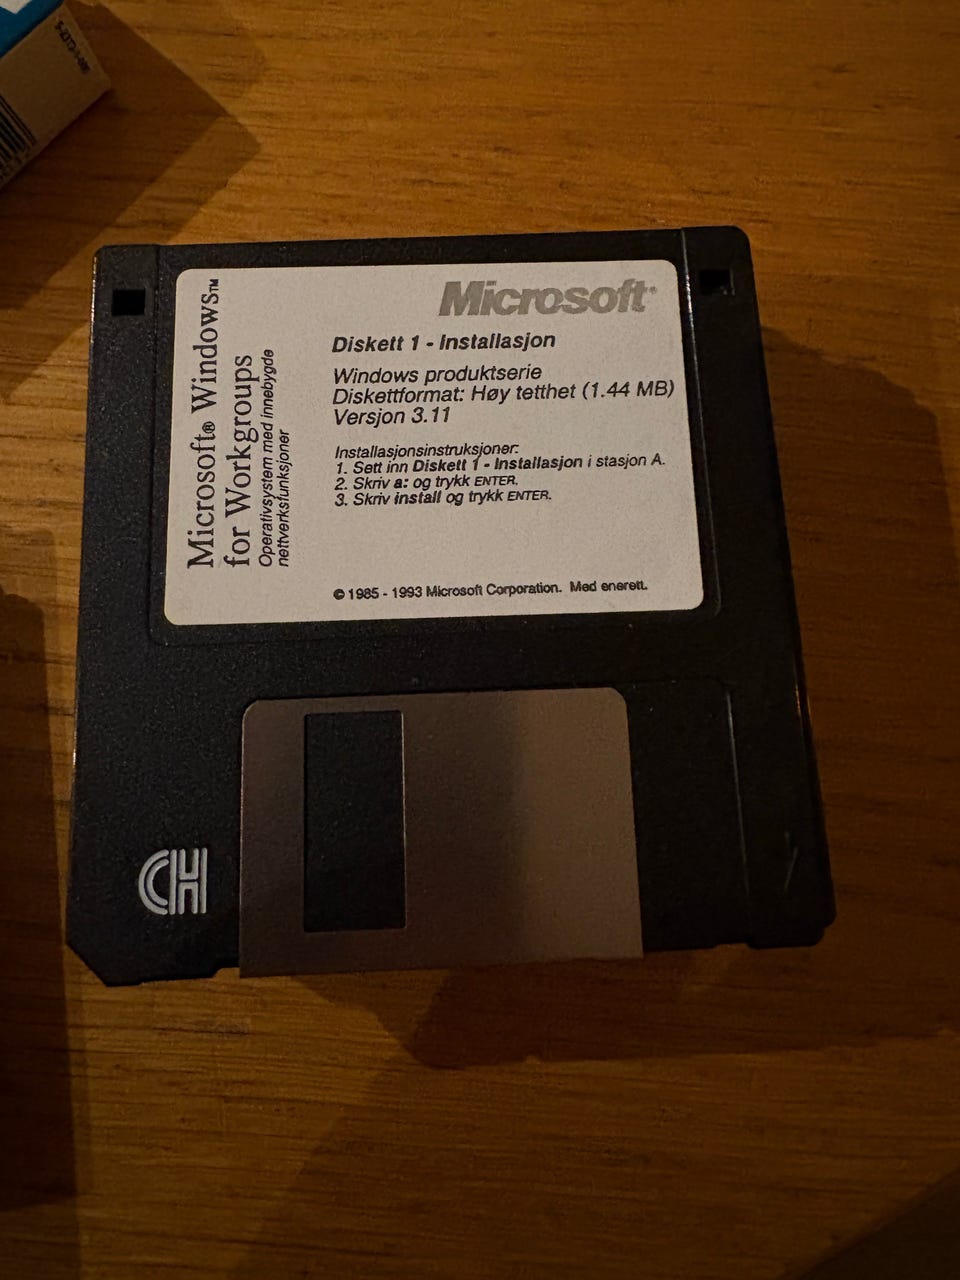 Microsoft® Windows™
for Workgroups
Operativsystem med innebygde
nettverksfunksjoner
Microsoft®
Diskett 1 - Installasjon
Windows produktserie
Diskettformat: Høy tetthet (1.44 MB)
Versjon 3.11
Installasjonsinstruksjoner:
1. Sett inn Diskett 1 - Installasjon i stasjon A.
2. Skriv a: og trykk ENTER.
3. Skriv install og trykk ENTER.
© 1985 - 1993 Microsoft Corporation. Med enerett.